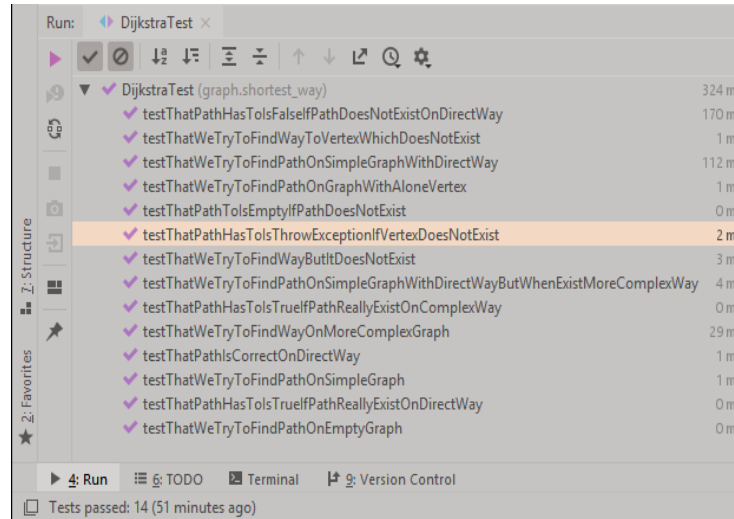 Run: DijkstraTest
DijkstraTest (graph.shortest_way) 324 m
testThatPathHasToIsFalseIfPathDoesNotExistOnDirectWay 170 m
testThatWeTryToFindWayToVertexWhichDoesNotExist 1 m
testThatWeTryToFindPathOnSimpleGraphWithDirectWay 112 m
testThatWeTryToFindPathOnGraphWithAloneVertex 1 m
testThatPathToIsEmptyIfPathDoesNotExist 0 m
testThatPathHasToIsThrowExceptionIfVertexDoesNotExist 2 m
testThatWeTryToFindWayButItDoesNotExist 3 m
testThatWeTryToFindPathOnSimpleGraphWithDirectWayButWhenExistMoreComplexWay 4 m
testThatPathHasToIsTrueIfPathReallyExistOnComplexWay 0 m
testThatWeTryToFindWayOnMoreComplexGraph 29 m
testThatPathIsCorrectOnDirectWay 1 m
testThatWeTryToFindPathOnSimpleGraph 1 m
testThatPathHasToIsTrueIfPathReallyExistOnDirectWay 0 m
testThatWeTryToFindPathOnEmptyGraph 0 m
7: Structure
2: Favorites
4: Run 6: TODO Terminal 9: Version Control
Tests passed: 14 (51 minutes ago)